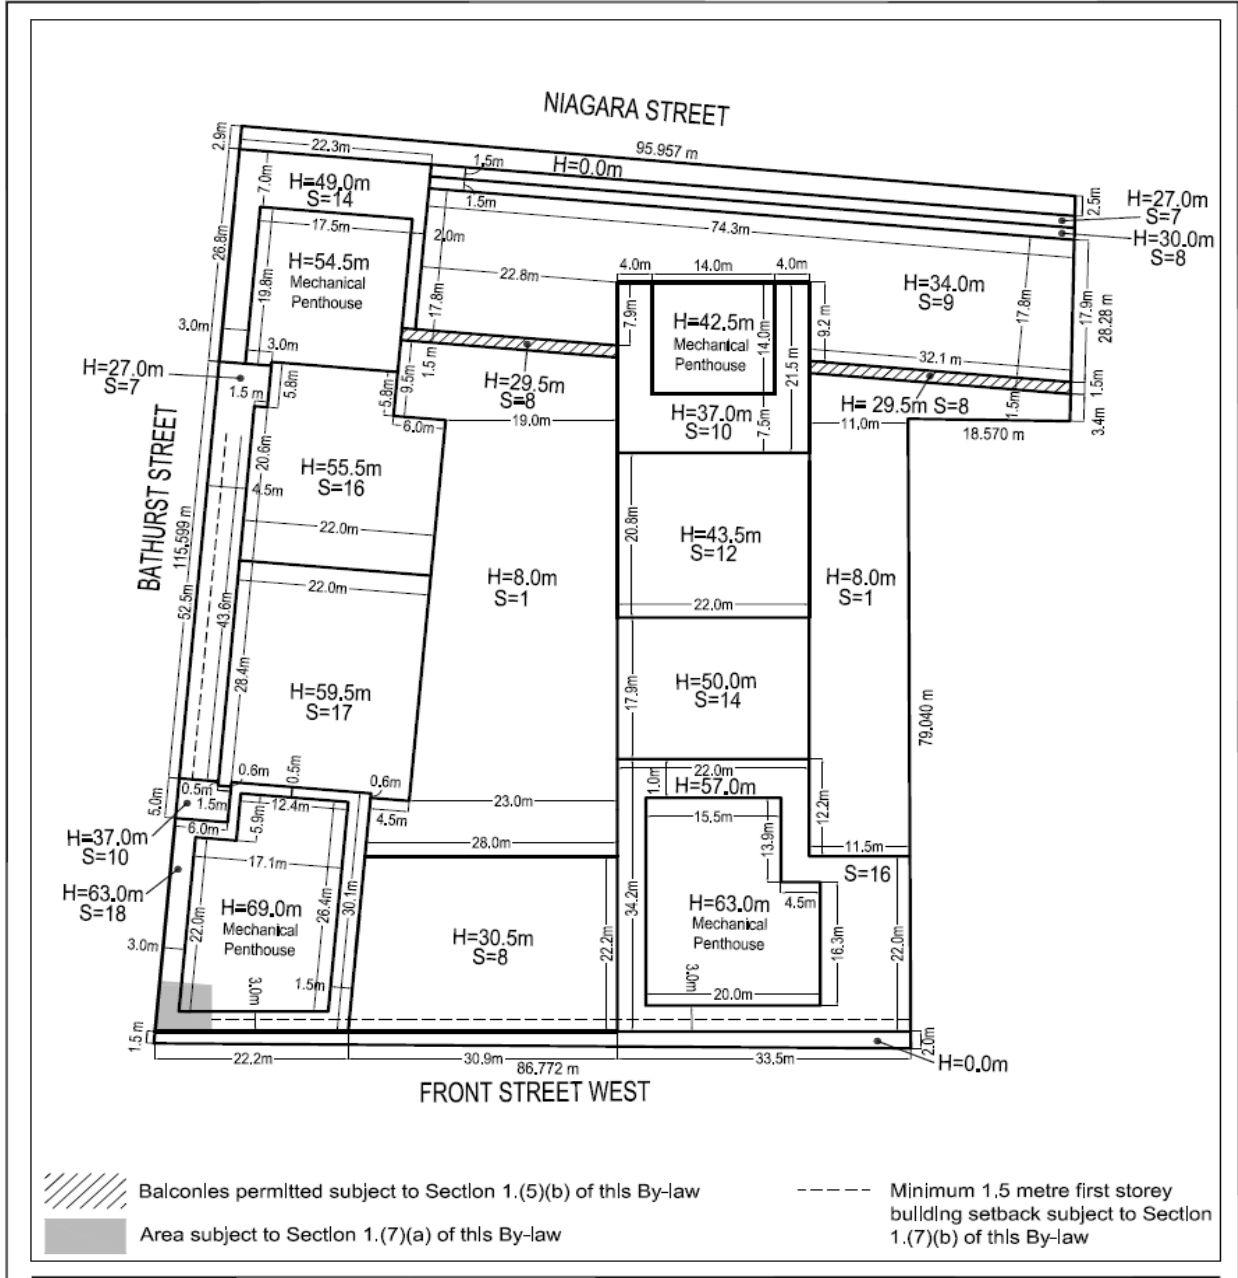 NIAGARA STREET
95.957 m
2.9m
22.3m
1.5m
H=0.0m
1.5m
2.5m
H=27.0m
S=7
H=30.0m
S=8
7.0m
H=49.0m
S=14
17.5m
2.0m
74.3m
26.8m
H=54.5m
Mechanical
Penthouse
19.8m
22.8m
17.8m
4.0m
14.0m
4.0m
H=34.0m
S=9
17.8m
17.9m
28.28 m
7.9m
H=42.5m
Mechanical
Penthouse
14.0m
21.5 m
9.2 m
32.1 m
3.0m
3.0m
H=27.0m
S=7
1.5 m
5.8m
5.8m
9.5m
1.5 m
H=29.5m
S=8
H= 29.5m S=8
1.5m
1.5m
3.4m
H=37.0m
S=10
7.5m
6.0m
19.0m
11.0m
18.570 m
BATHURST STREET
115.599 m
20.6m
H=55.5m
S=16
4.5m
22.0m
20.8m
H=43.5m
S=12
22.0m
H=8.0m
S=1
H=8.0m
S=1
52.5m
43.6m
22.0m
28.4m
H=59.5m
S=17
17.9m
H=50.0m
S=14
79.040 m
0.6m
0.5m
0.6m
22.0m
1.0m
H=57.0m
12.2m
5.0m
0.5m
1.5m
6.0m
5.9m
12.4m
4.5m
23.0m
28.0m
15.5m
13.9m
11.5m
S=16
H=37.0m
S=10
H=63.0m
S=18
17.1m
H=69.0m
Mechanical
Penthouse
22.0m
26.4m
30.1m
34.2m
H=63.0m
Mechanical
Penthouse
4.5m
16.3m
22.0m
3.0m
H=30.5m
S=8
22.2m
3.0m
1.5m
3.0m
20.0m
1.5 m
2.0m
22.2m
30.9m
33.5m
86.772 m
H=0.0m
FRONT STREET WEST
Balconies permitted subject to Section 1.(5)(b) of this By-law
Area subject to Section 1.(7)(a) of this By-law
Minimum 1.5 metre first storey
building setback subject to Section
1.(7)(b) of this By-law